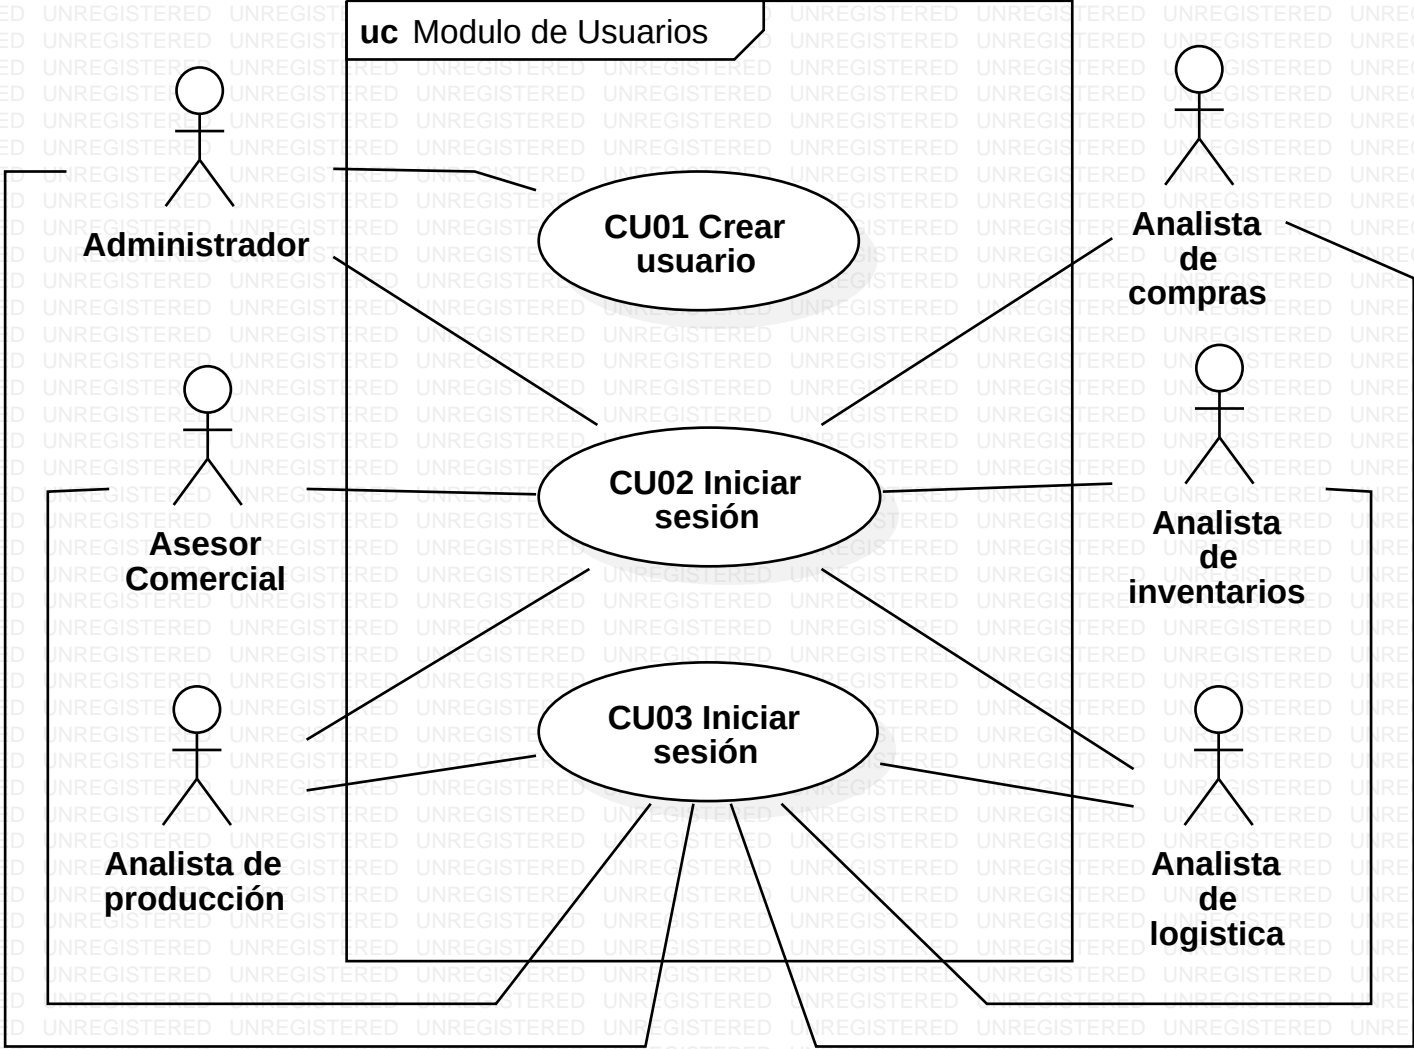 uc Modulo de Usuarios
Administrador
CU01 Crear
usuario
Analista
de
compras
Asesor
Comercial
CU02 Iniciar
sesión
Analista
de
inventarios
Analista de
producción
CU03 Iniciar
sesión
Analista
de
logistica
UNREGISTERED